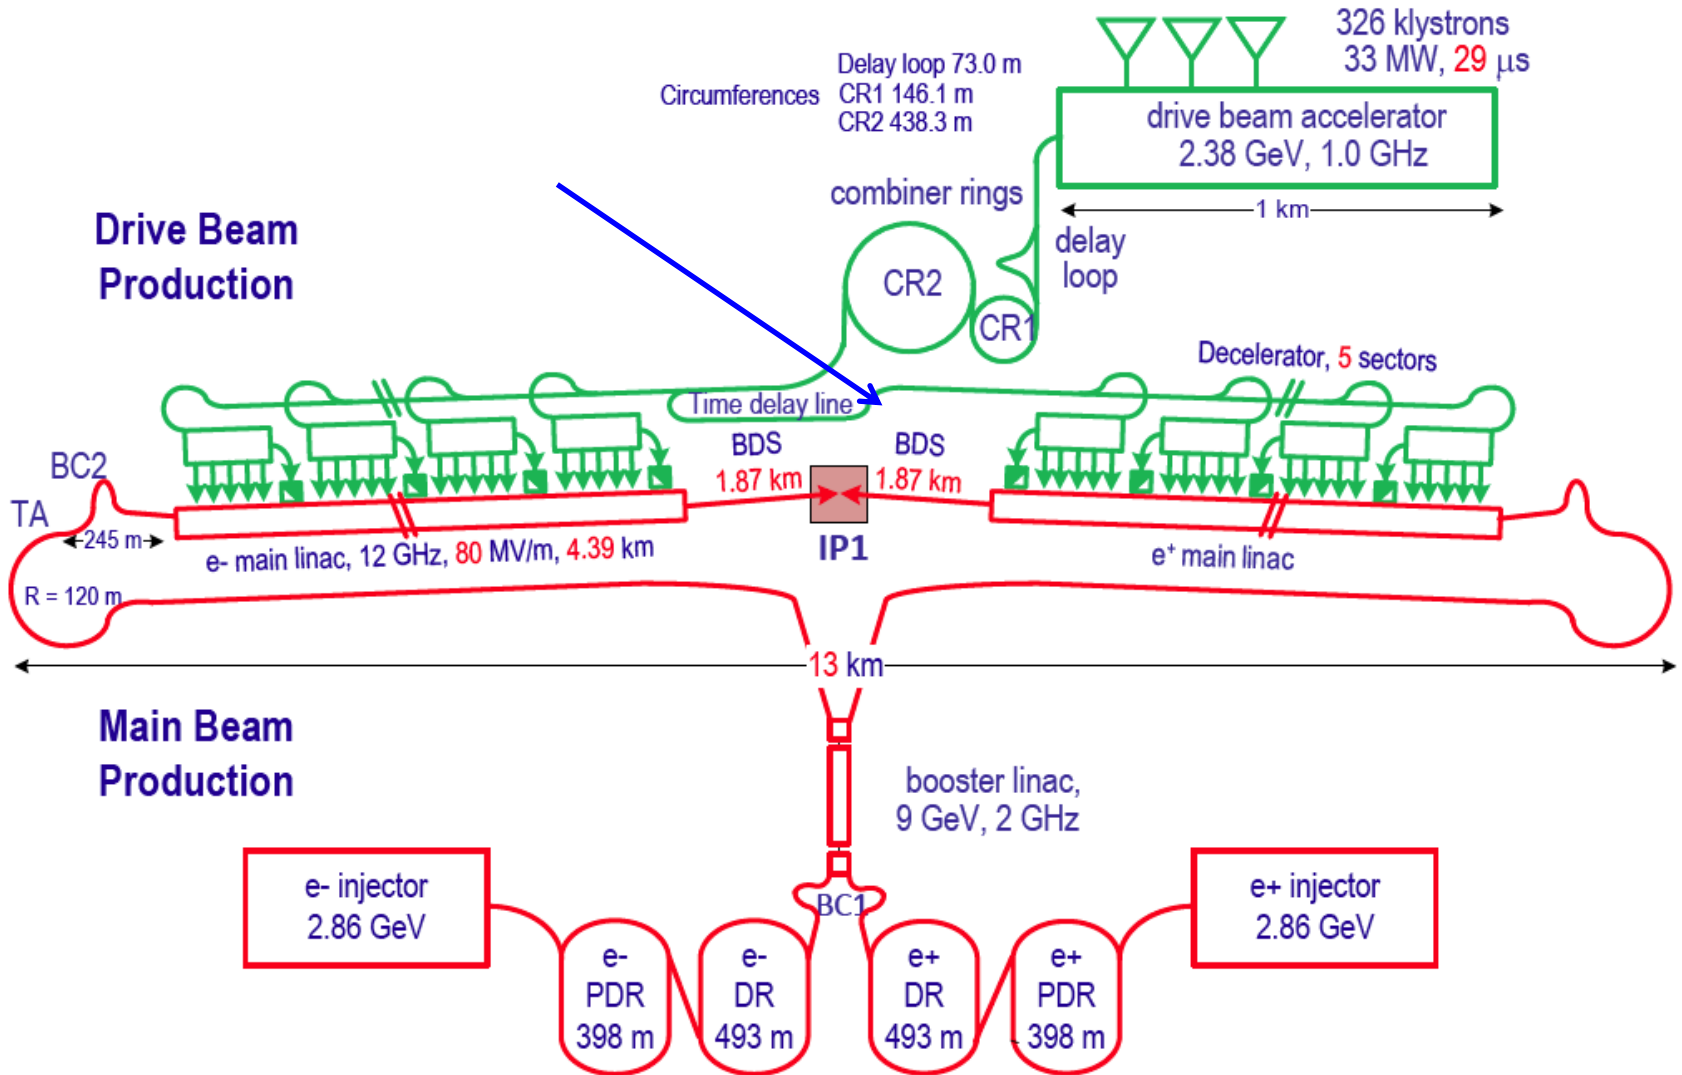 326 klystrons
33 MW, 29 μs
Delay loop 73.0 m
Circumferences CR1 146.1 m
CR2 438.3 m
drive beam accelerator
2.38 GeV, 1.0 GHz
combiner rings
1 km
Drive Beam
Production
delay
loop
CR2
CR1
Decelerator, 5 sectors
Time delay line
BDS
BDS
1.87 km
1.87 km
BC2
TA
245 m
IP1
e- main linac, 12 GHz, 80 MV/m, 4.39 km
e+ main linac
R = 120 m
13 km
Main Beam
Production
booster linac,
9 GeV, 2 GHz
e- injector
2.86 GeV
BC1
e+ injector
2.86 GeV
e-
PDR
398 m
e-
DR
493 m
e+
DR
493 m
e+
PDR
398 m